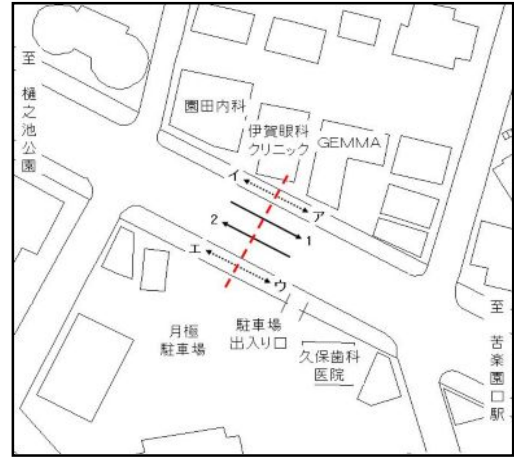 至 樋之池公園
園田内科
伊賀眼科
クリニック
GEMMA
イ
ア
2
1
エ
ウ
月極
駐車場
駐車場
出入り口
久保歯科
医院
至 苦楽園口駅